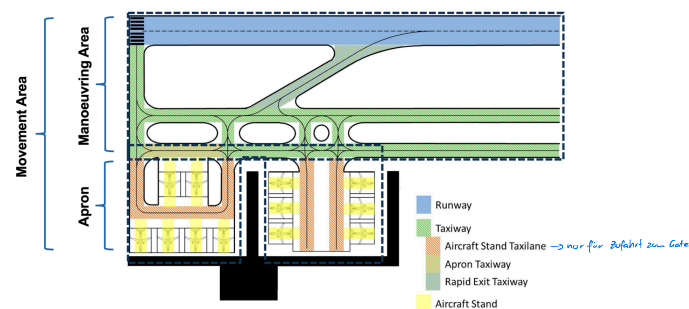 Movement Area
Manoeuvring Area
Apron
Runway
Taxiway
Aircraft Stand Taxilane → nur für Zufahrt zum Gate
Apron Taxiway
Rapid Exit Taxiway
Aircraft Stand